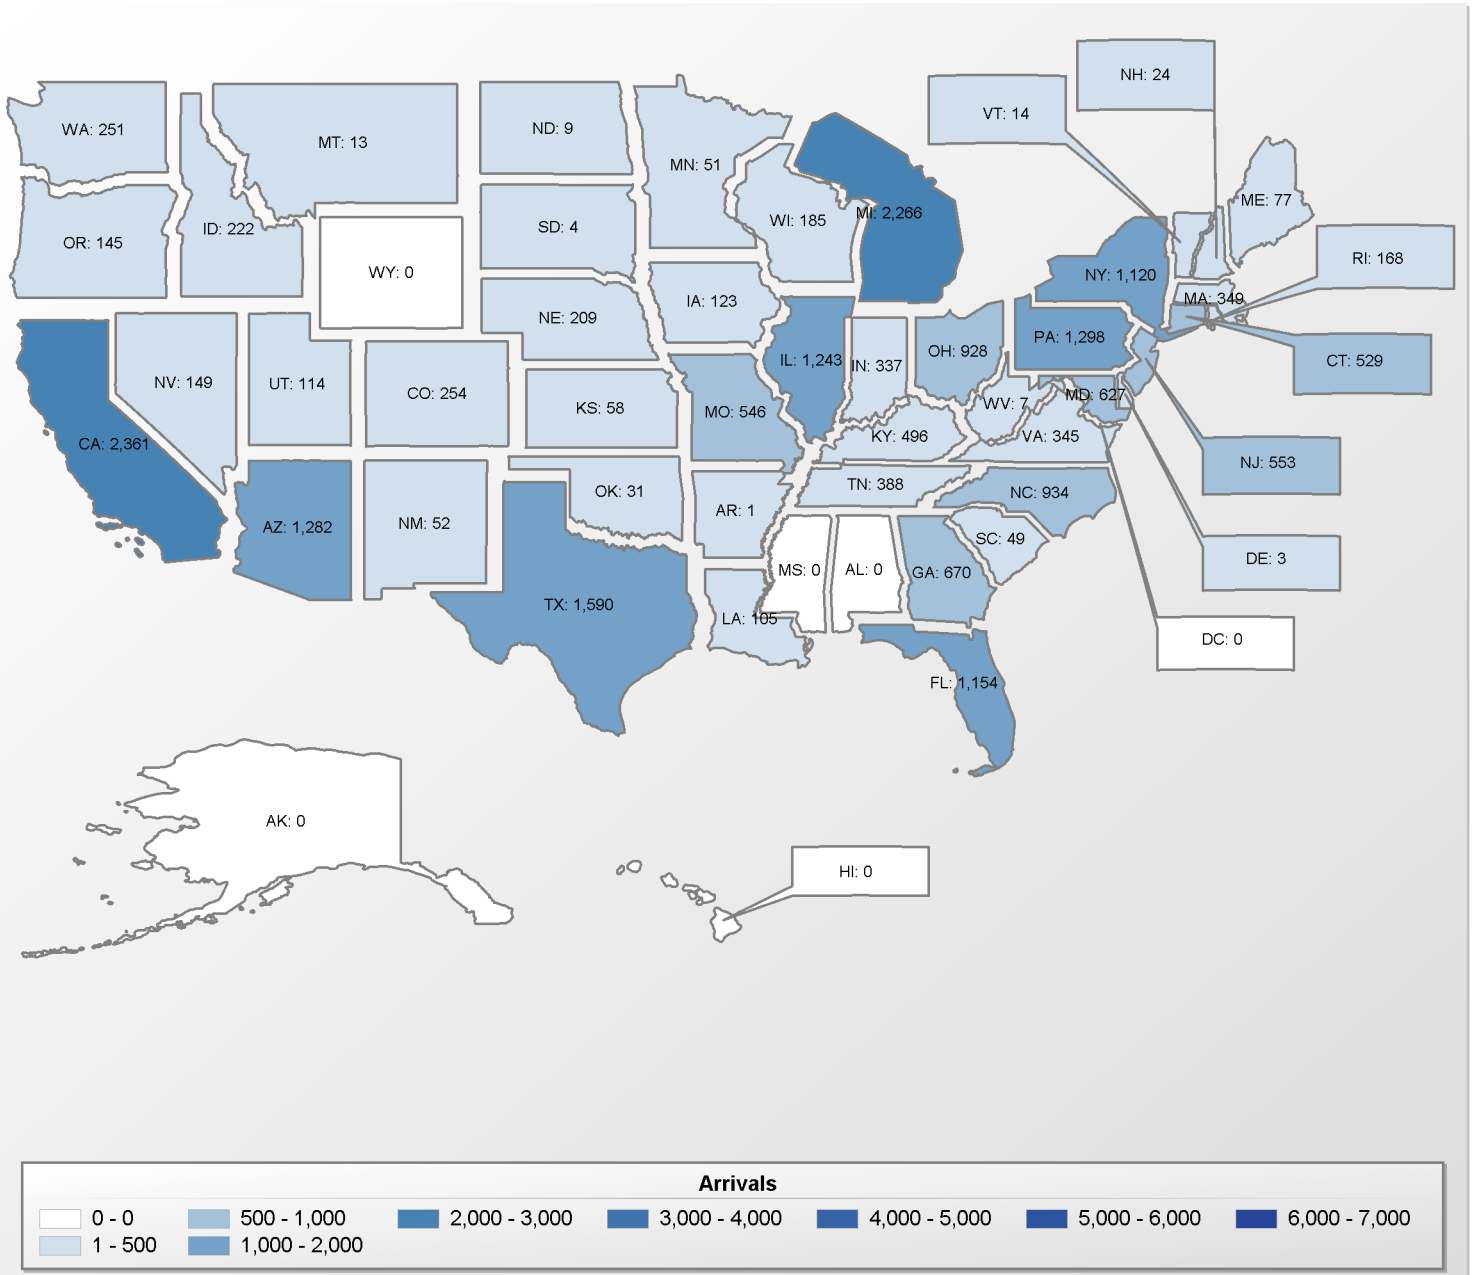 NH: 24
VT: 14
WA: 251
MT: 13
ND: 9
MN: 51
ME: 77
WI: 185
MI: 2,266
OR: 145
ID: 222
SD: 4
WY: 0
NY: 1,120
RI: 168
IA: 123
MA: 349
NE: 209
PA: 1,298
OH: 928
IL: 1,243
IN: 337
CT: 529
NV: 149
UT: 114
CO: 254
KS: 58
MO: 546
WV: 7
MD: 627
CA: 2,361
KY: 496
VA: 345
NJ: 553
TN: 388
NC: 934
OK: 31
AR: 1
AZ: 1,282
NM: 52
SC: 49
DE: 3
MS: 0
AL: 0
GA: 670
TX: 1,590
LA: 105
DC: 0
FL: 1,154
AK: 0
HI: 0
Arrivals
0 - 0
500 - 1,000
2,000 - 3,000
3,000 - 4,000
4,000 - 5,000
5,000 - 6,000
6,000 - 7,000
1 - 500
1,000 - 2,000